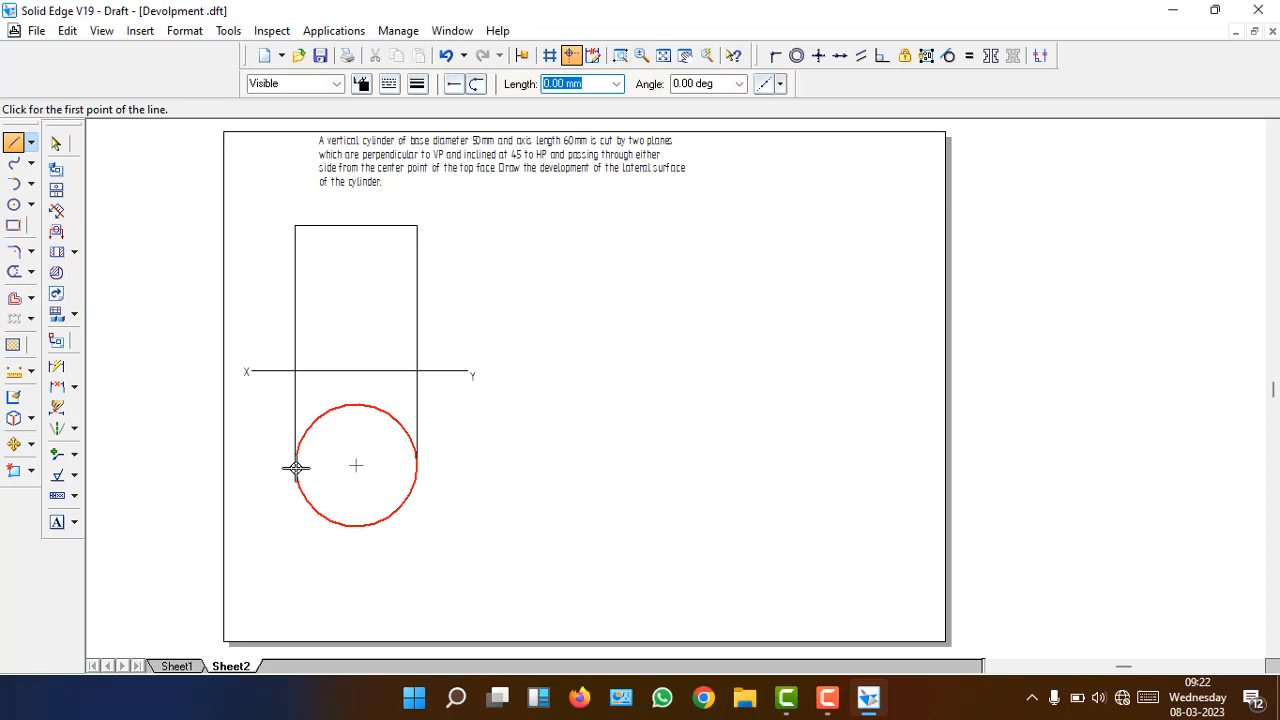 Solid Edge V19 - Draft - [Devolpment .dft]
File Edit View Insert Format Tools Inspect Applications Manage Window Help
Visible Length: 0.00 mm Angle: 0.00 deg
Click for the first point of the line.
A vertical cylinder of base diameter 50mm and axis length 60mm is cut by two planes
which are perpendicular to VP and inclined at 45 to HP and passing through either
side from the center point of the top face Draw the development of the lateral surface
of the cylinder.
X
Y
A
Sheet1 Sheet2
09:22
Wednesday
08-03-2023
12